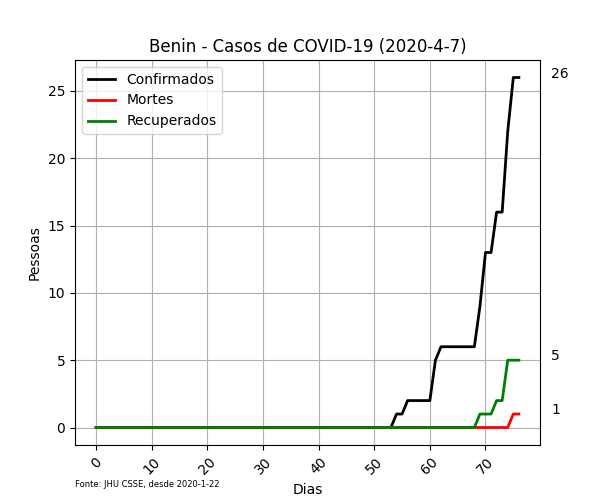 Benin - Casos de COVID-19 (2020-4-7)
Confirmados
Mortes
Recuperados
26
5
1
25
20
15
10
5
0
Pessoas
0 10 20 30 40 50 60 70
Dias
Fonte: JHU CSSE, desde 2020-1-22